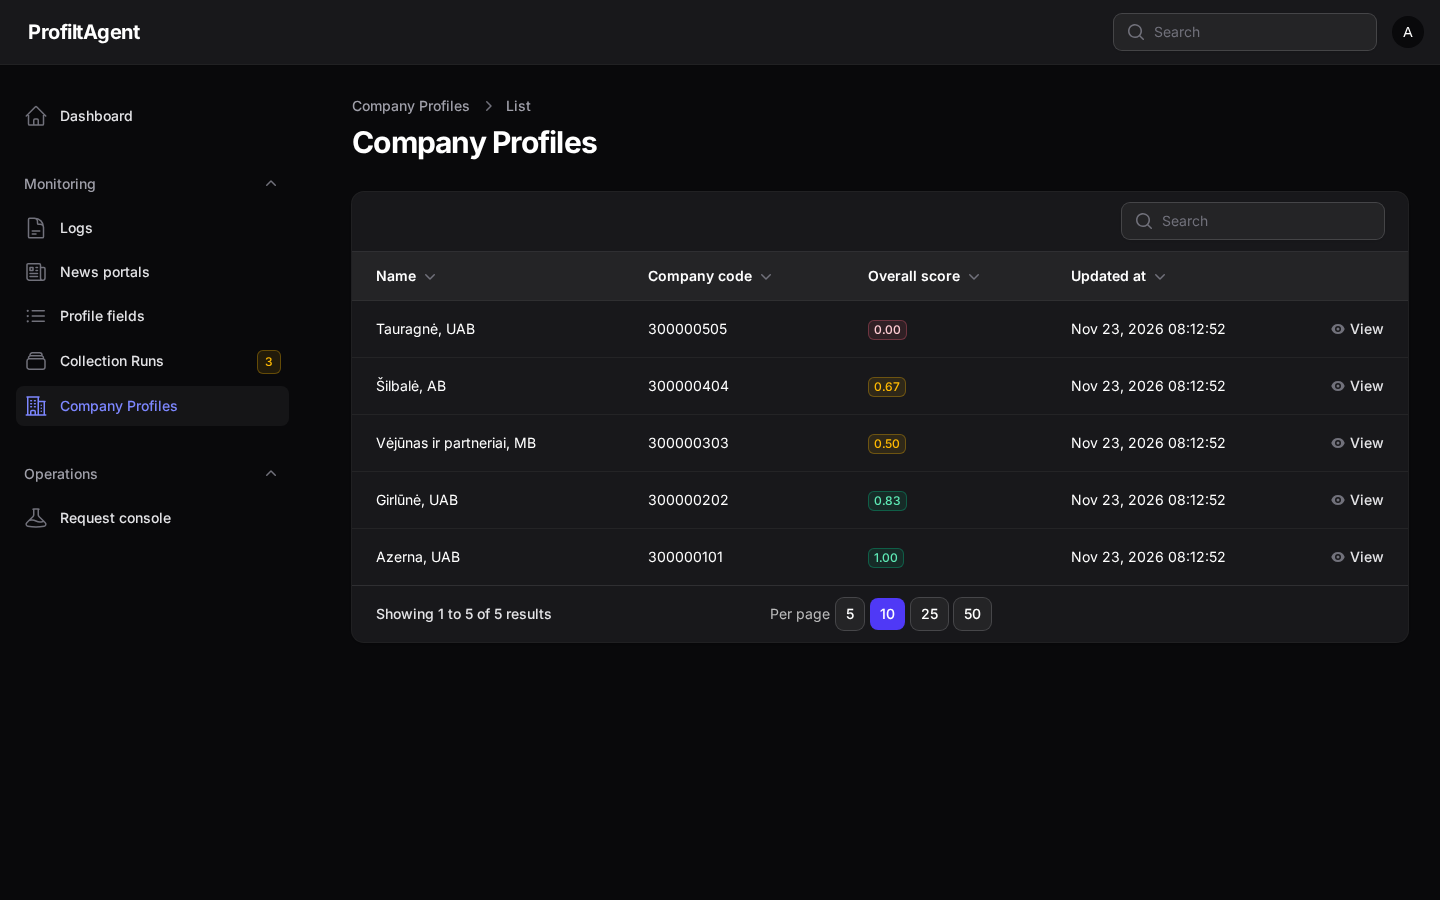 ProfiltAgent
Search
A
Dashboard
Monitoring
Logs
News portals
Profile fields
Collection Runs 3
Company Profiles
Operations
Request console
Company Profiles > List
Company Profiles
Search
Name Company code Overall score Updated at
Tauragnė, UAB 300000505 0.00 Nov 23, 2026 08:12:52 View
Šilbalė, AB 300000404 0.67 Nov 23, 2026 08:12:52 View
Vėjūnas ir partneriai, MB 300000303 0.50 Nov 23, 2026 08:12:52 View
Girlūnė, UAB 300000202 0.83 Nov 23, 2026 08:12:52 View
Azerna, UAB 300000101 1.00 Nov 23, 2026 08:12:52 View
Showing 1 to 5 of 5 results Per page 5 10 25 50